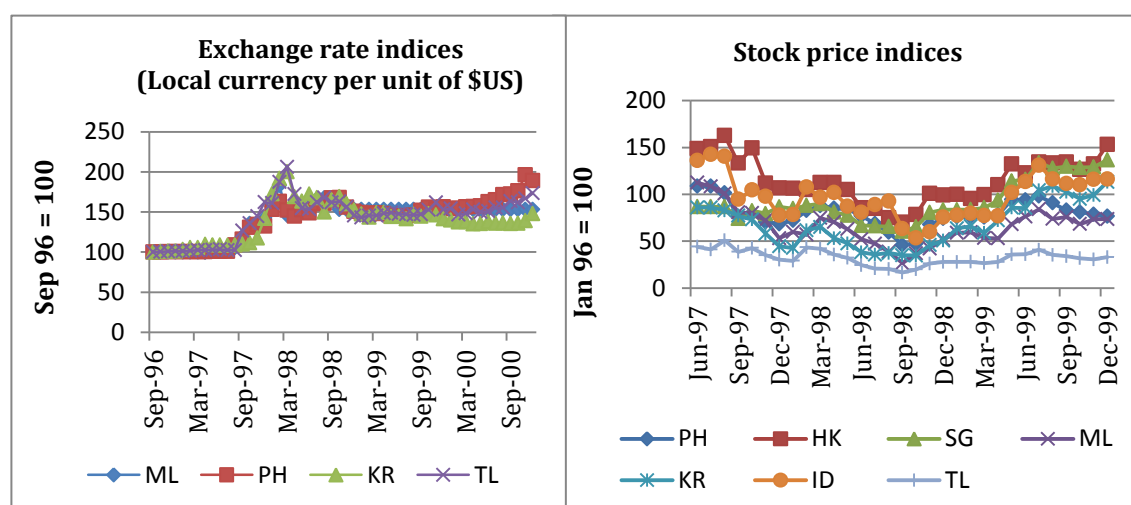 Exchange rate indices
(Local currency per unit of $US)
Sep 96 = 100
250
200
150
100
50
0
Sep-96
Mar-97
Sep-97
Mar-98
Sep-98
Mar-99
Sep-99
Mar-00
Sep-00
ML PH KR TL
Stock price indices
Jan 96 = 100
200
150
100
50
0
Jun-97
Sep-97
Dec-97
Mar-98
Jun-98
Sep-98
Dec-98
Mar-99
Jun-99
Sep-99
Dec-99
PH HK SG ML
KR ID TL